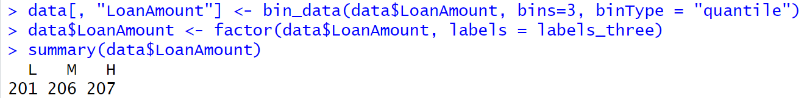 > data[, "LoanAmount"] <- bin_data(data$LoanAmount, bins=3, binType = "quantile")
> data$LoanAmount <- factor(data$LoanAmount, labels = labels_three)
> summary(data$LoanAmount)
  L   M   H
201 206 207